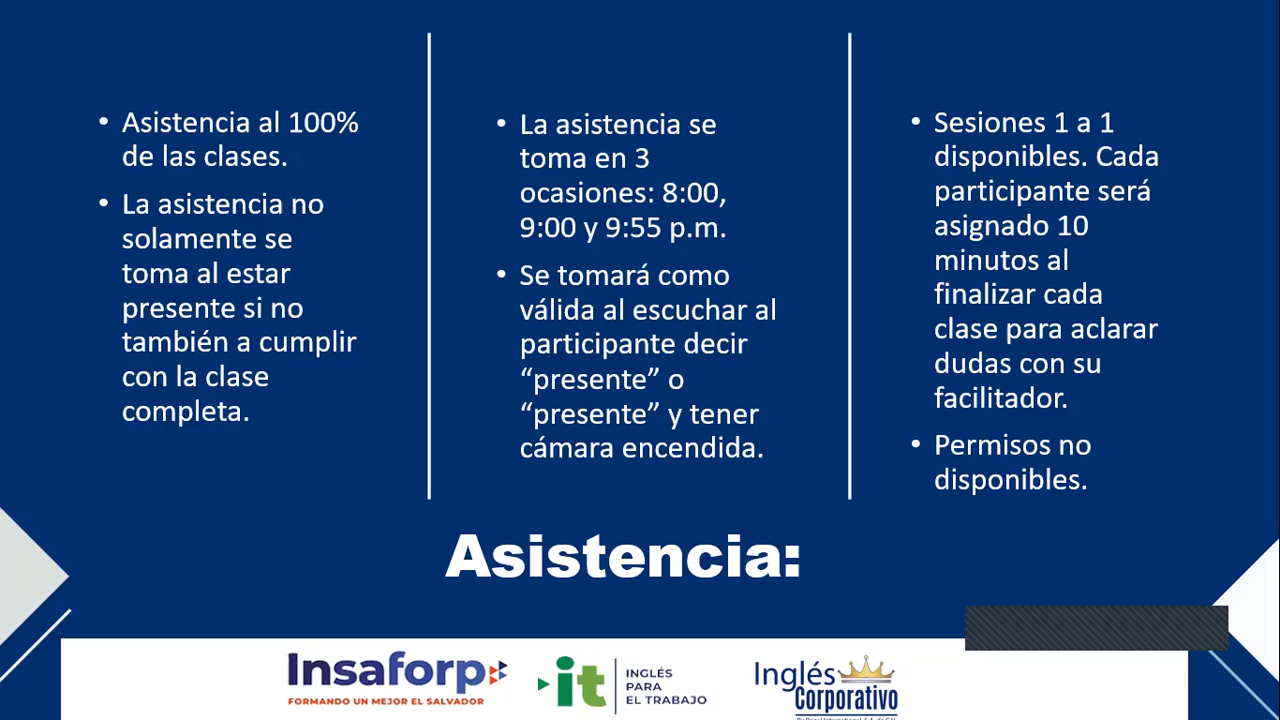 • Asistencia al 100%
de las clases.
• La asistencia no
solamente se
toma al estar
presente si no
también a cumplir
con la clase
completa.
• La asistencia se
toma en 3
ocasiones: 8:00,
9:00 y 9:55 p.m.
• Se tomará como
válida al escuchar al
participante decir
“presente” o
“presente” y tener
cámara encendida.
• Sesiones 1 a 1
disponibles. Cada
participante será
asignado 10
minutos al
finalizar cada
clase para aclarar
dudas con su
facilitador.
• Permisos no
disponibles.
Asistencia:
Insaforp
FORMANDO UN MEJOR EL SALVADOR
it
INGLÉS
PARA
EL TRABAJO
Inglés
Corporativo